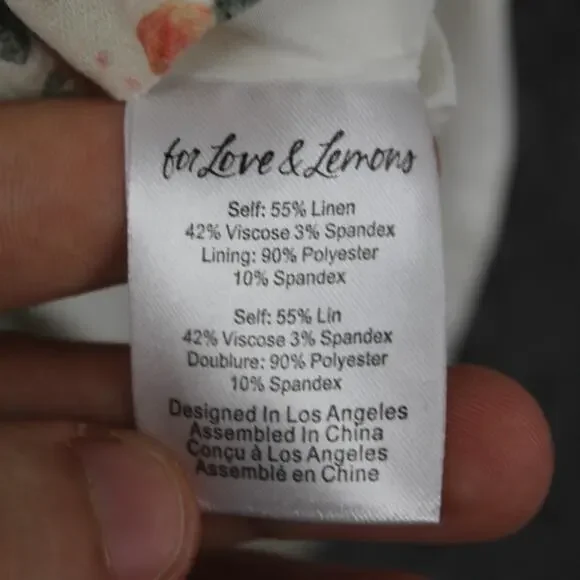 for Love & Lemons
Self: 55% Linen
42% Viscose 3% Spandex
Lining: 90% Polyester
10% Spandex
Self: 55% Lin
42% Viscose 3% Spandex
Doublure: 90% Polyester
10% Spandex
Designed In Los Angeles
Assembled In China
Conçu à Los Angeles
Assemblé en Chine